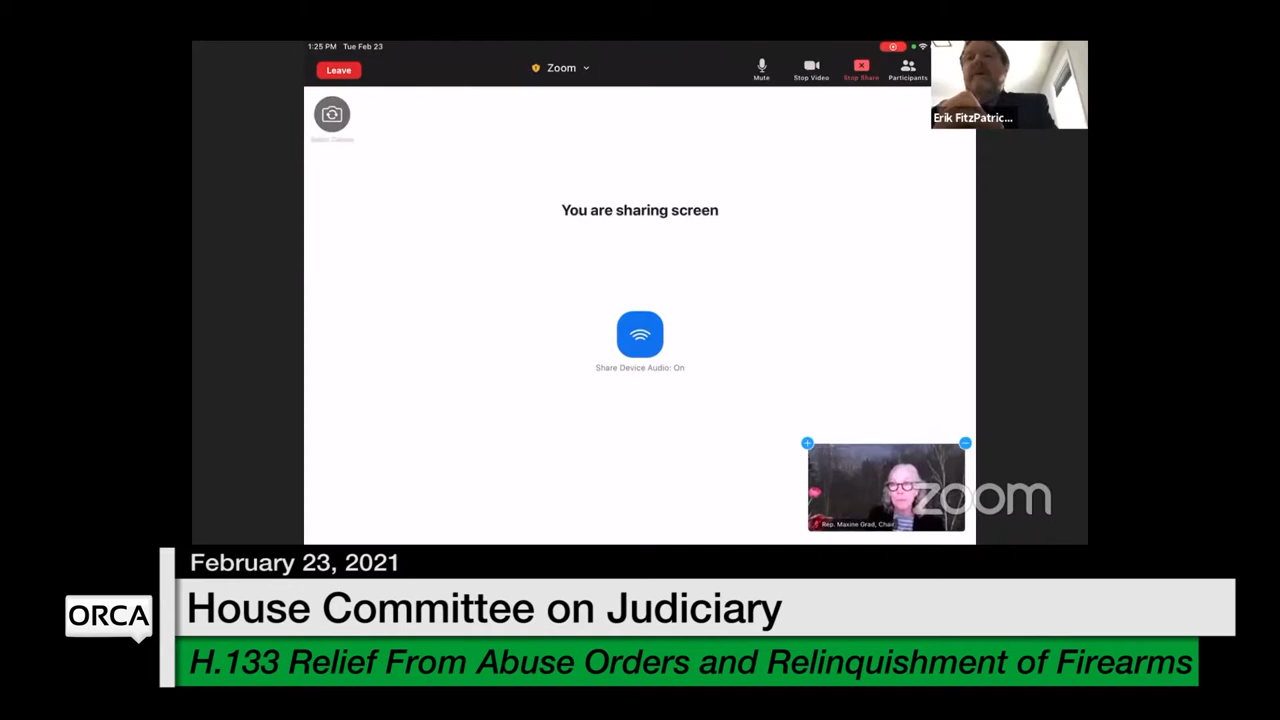 1:25 PM Tue Feb 23
Leave
Zoom
Mute
Stop Video
Stop Share
Participants
Erik FitzPatric...
You are sharing screen
Share Device Audio: On
Rep. Maxine Grad, Chair
zoom
February 23, 2021
ORCA
House Committee on Judiciary
H.133 Relief From Abuse Orders and Relinquishment of Firearms